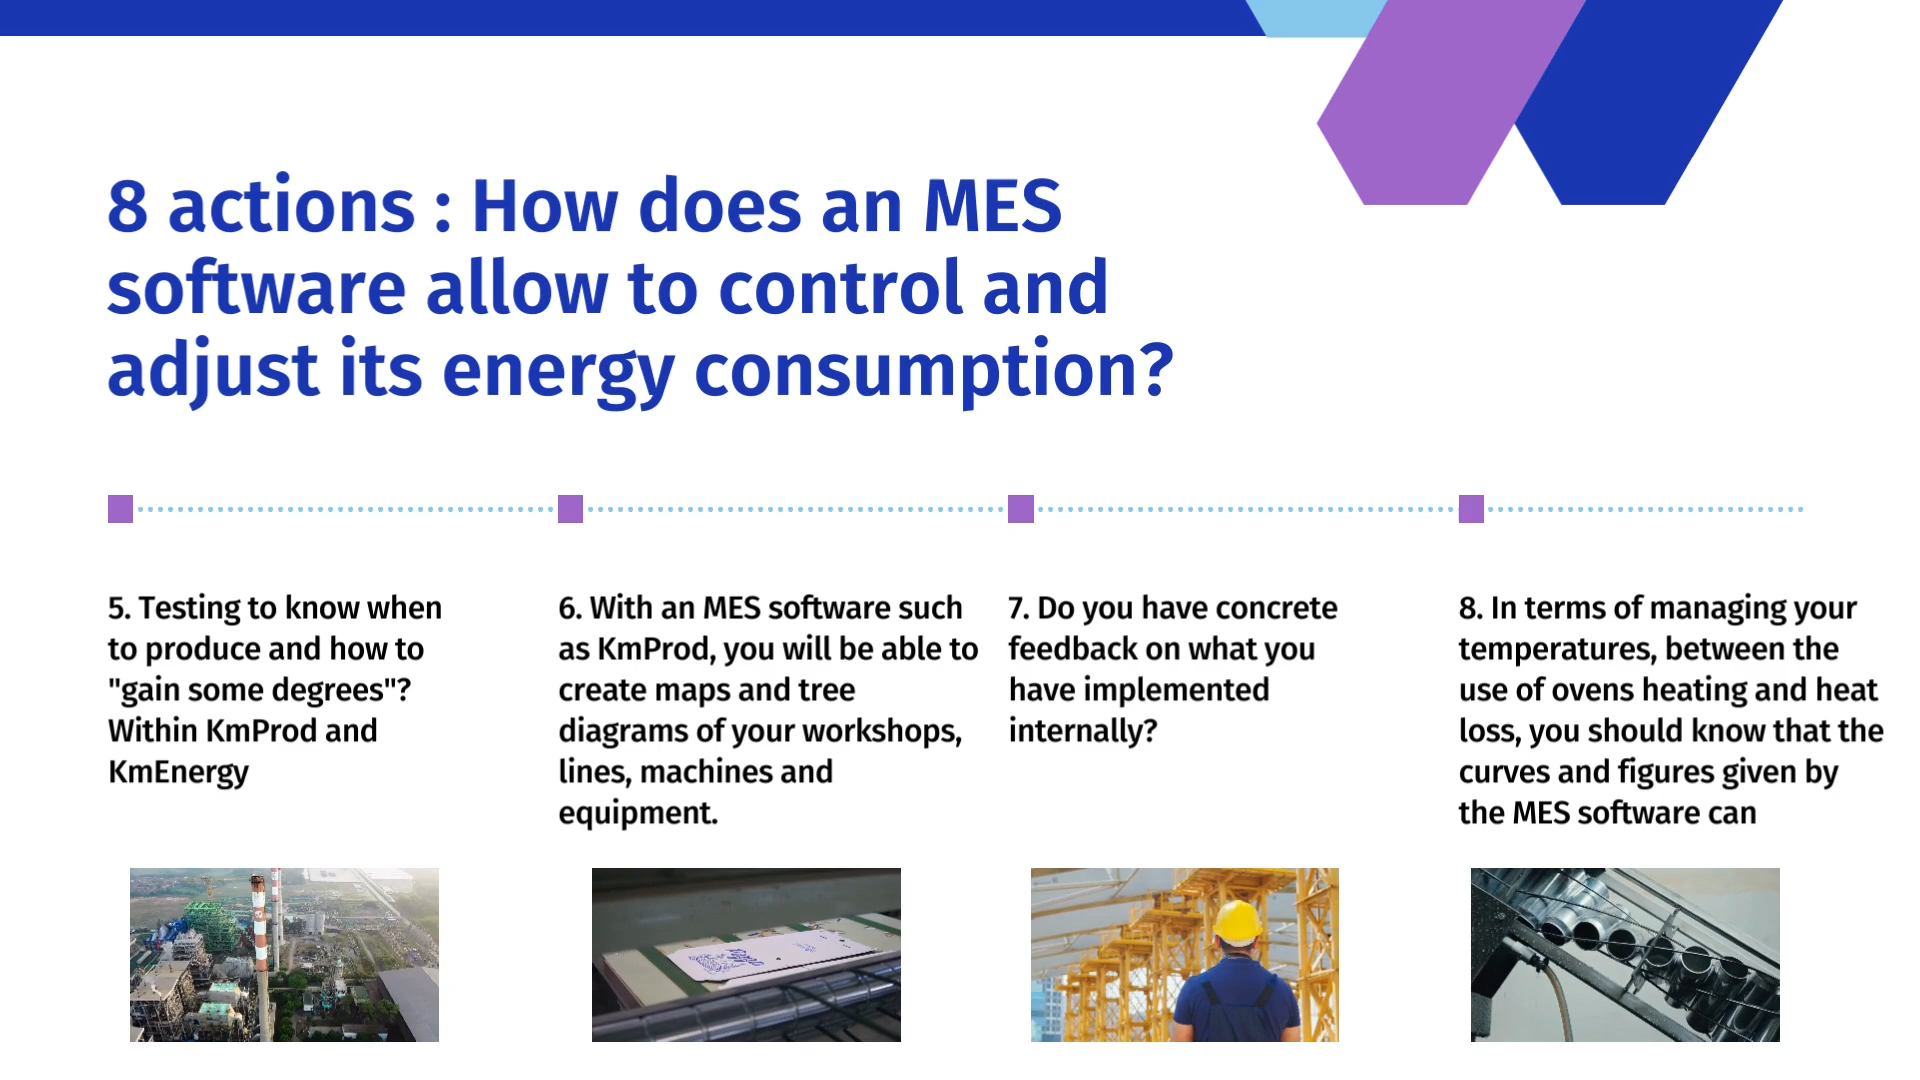 8 actions : How does an MES
software allow to control and
adjust its energy consumption?
5. Testing to know when
to produce and how to
"gain some degrees"?
Within KmProd and
KmEnergy
6. With an MES software such
as KmProd, you will be able to
create maps and tree
diagrams of your workshops,
lines, machines and
equipment.
7. Do you have concrete
feedback on what you
have implemented
internally?
8. In terms of managing your
temperatures, between the
use of ovens heating and heat
loss, you should know that the
curves and figures given by
the MES software can